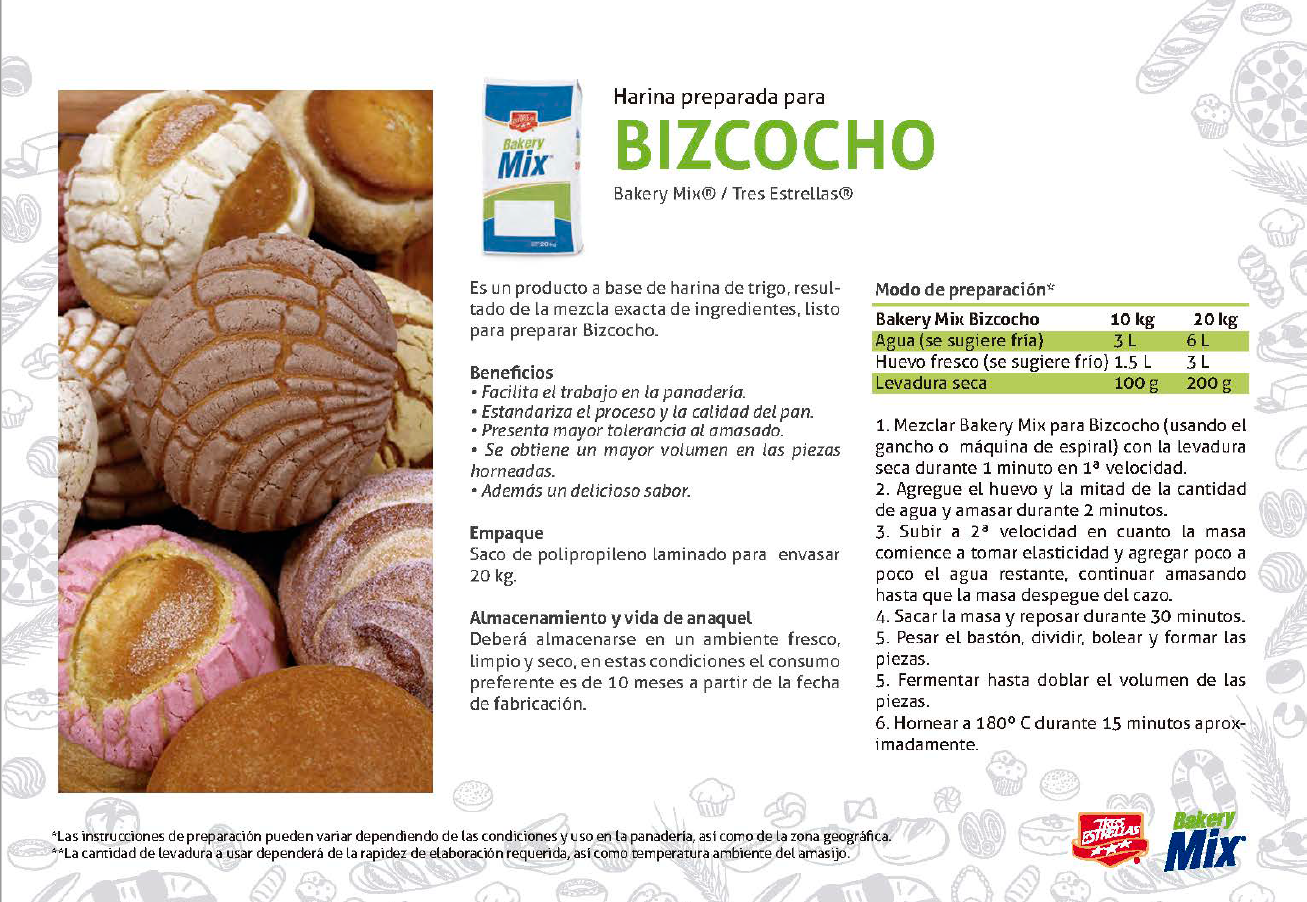 Harina preparada para
BIZCOCHO
Bakery Mix® / Tres Estrellas®
TRES
ESTRELLAS
Bakery
Mix™
20 kg
Es un producto a base de harina de trigo, resul-
tado de la mezcla exacta de ingredientes, listo
para preparar Bizcocho.
Beneficios
• Facilita el trabajo en la panadería.
• Estandariza el proceso y la calidad del pan.
• Presenta mayor tolerancia al amasado.
• Se obtiene un mayor volumen en las piezas
horneadas.
• Además un delicioso sabor.
Empaque
Saco de polipropileno laminado para envasar
20 kg.
Almacenamiento y vida de anaquel
Deberá almacenarse en un ambiente fresco,
limpio y seco, en estas condiciones el consumo
preferente es de 10 meses a partir de la fecha
de fabricación.
Modo de preparación*
Bakery Mix Bizcocho 10 kg 20 kg
Agua (se sugiere fría) 3 L 6 L
Huevo fresco (se sugiere frío) 1.5 L 3 L
Levadura seca 100 g 200 g
1. Mezclar Bakery Mix para Bizcocho (usando el
gancho o máquina de espiral) con la levadura
seca durante 1 minuto en 1ª velocidad.
2. Agregue el huevo y la mitad de la cantidad
de agua y amasar durante 2 minutos.
3. Subir a 2ª velocidad en cuanto la masa
comience a tomar elasticidad y agregar poco a
poco el agua restante, continuar amasando
hasta que la masa despegue del cazo.
4. Sacar la masa y reposar durante 30 minutos.
5. Pesar el bastón, dividir, bolear y formar las
piezas.
5. Fermentar hasta doblar el volumen de las
piezas.
6. Hornear a 180º C durante 15 minutos aprox-
imadamente.
*Las instrucciones de preparación pueden variar dependiendo de las condiciones y uso en la panadería, así como de la zona geográfica.
**La cantidad de levadura a usar dependerá de la rapidez de elaboración requerida, así como temperatura ambiente del amasijo.
TRES
ESTRELLAS
Bakery
Mix™